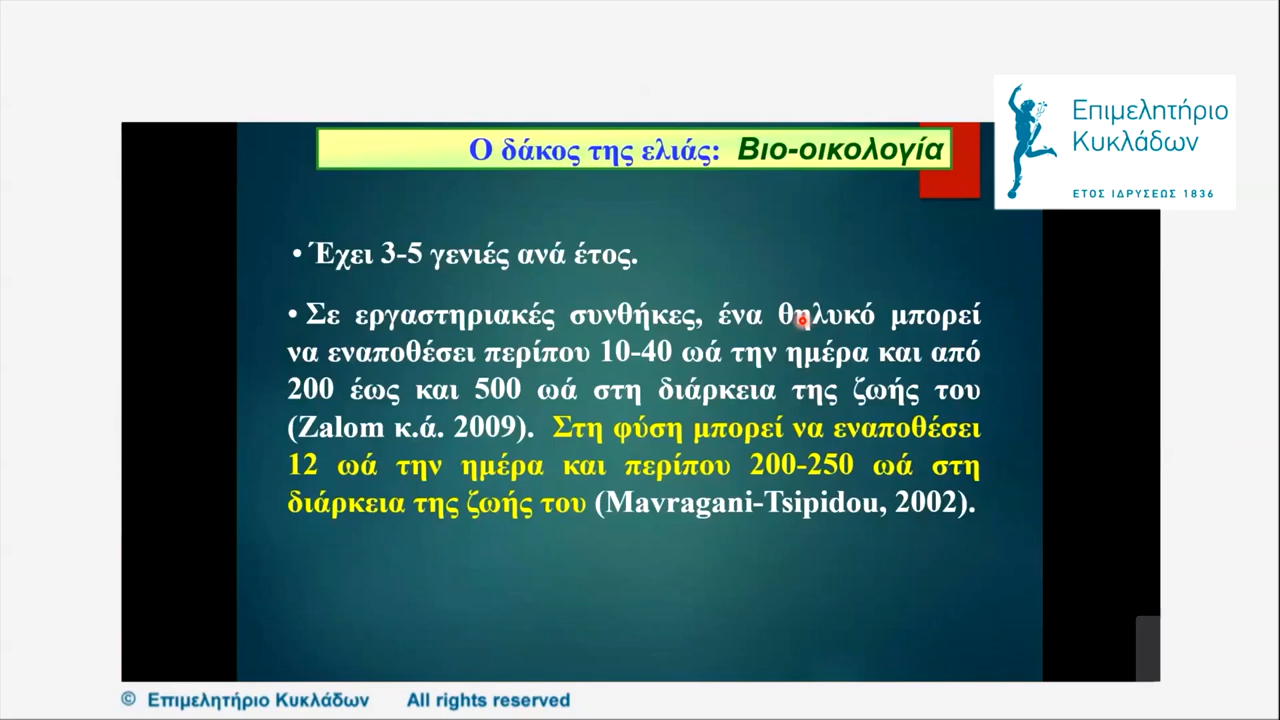 Επιμελητήριο
Κυκλάδων
ΕΤΟΣ ΙΔΡΥΣΕΩΣ 1836
Ο δάκος της ελιάς: Βιο-οικολογία
• Έχει 3-5 γενιές ανά έτος.
• Σε εργαστηριακές συνθήκες, ένα θηλυκό μπορεί
να εναποθέσει περίπου 10-40 ωά την ημέρα και από
200 έως και 500 ωά στη διάρκεια της ζωής του
(Zalom κ.ά. 2009). Στη φύση μπορεί να εναποθέσει
12 ωά την ημέρα και περίπου 200-250 ωά στη
διάρκεια της ζωής του (Mavragani-Tsipidou, 2002).
© Επιμελητήριο Κυκλάδων All rights reserved